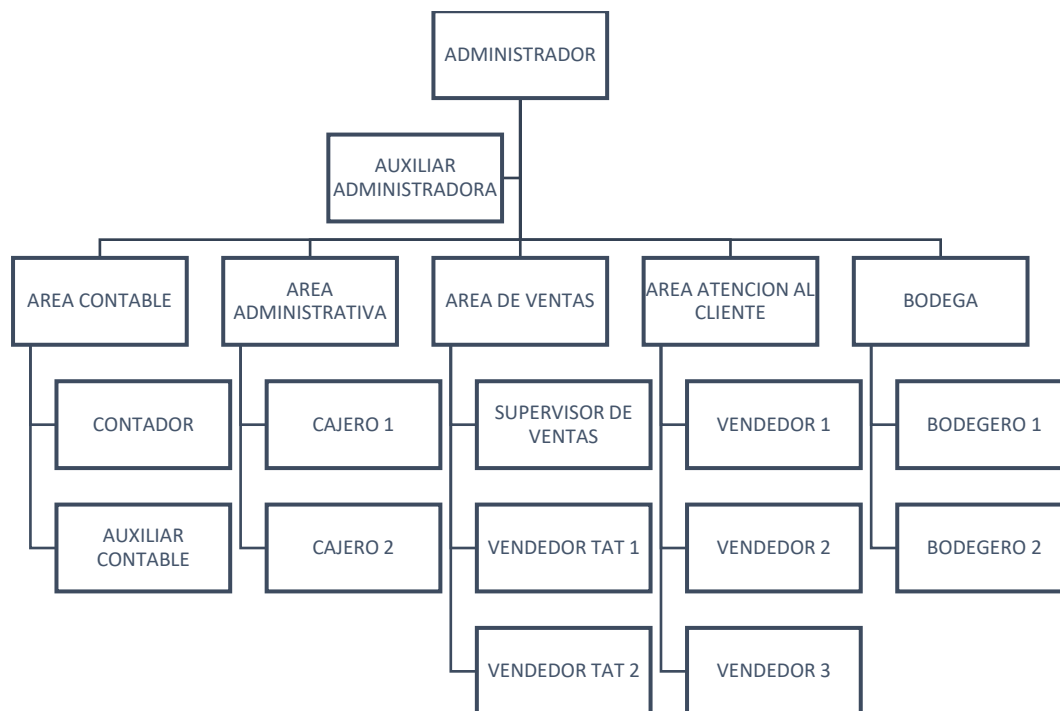 ADMINISTRADOR
AUXILIAR
ADMINISTRADORA
AREA CONTABLE
AREA
ADMINISTRATIVA
AREA DE VENTAS
AREA ATENCION AL
CLIENTE
BODEGA
CONTADOR
CAJERO 1
SUPERVISOR DE
VENTAS
VENDEDOR 1
BODEGERO 1
AUXILIAR
CONTABLE
CAJERO 2
VENDEDOR TAT 1
VENDEDOR 2
BODEGERO 2
VENDEDOR TAT 2
VENDEDOR 3